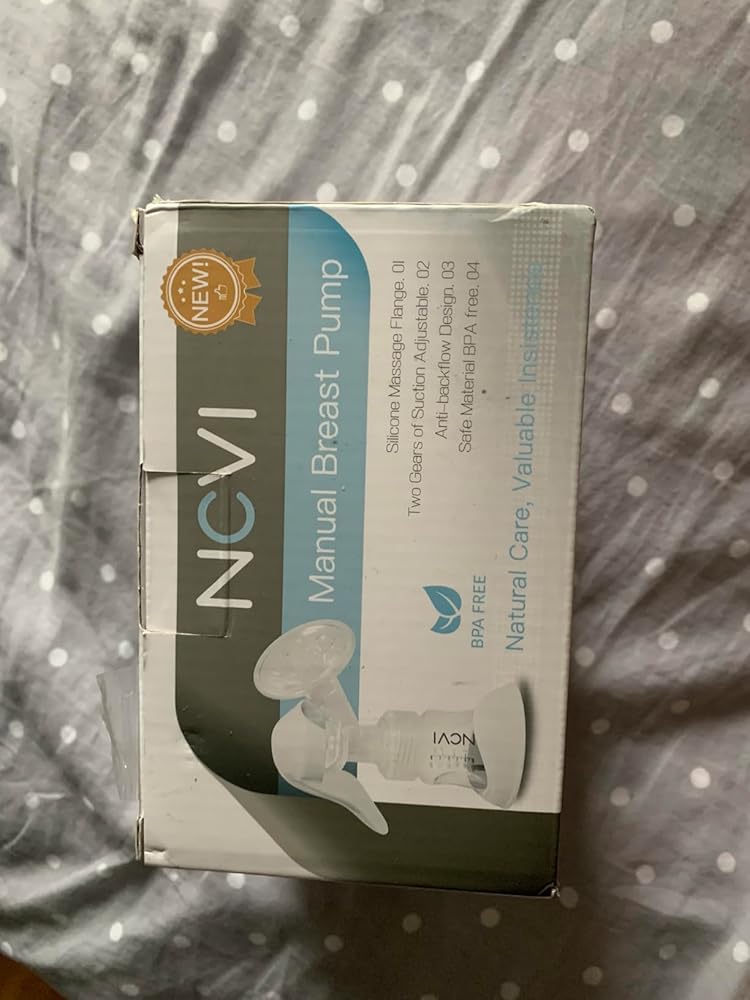 NEW!
NCVI
Manual Breast Pump
Silicone Massage Flange. 01
Two Gears of Suction Adjustable. 02
Anti-backflow Design. 03
Safe Material BPA free. 04
BPA FREE
Natural Care, Valuable Insistence
NCVI